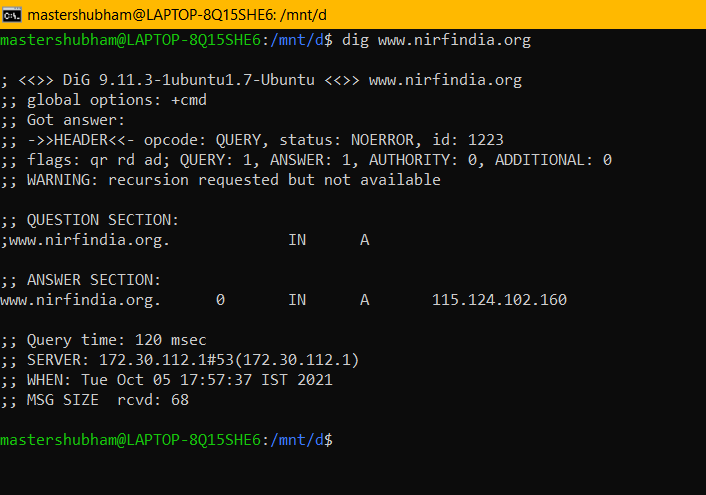 mastershubham@LAPTOP-8Q15SHE6: /mnt/d
mastershubham@LAPTOP-8Q15SHE6:/mnt/d$ dig www.nirfindia.org
; <<>> DiG 9.11.3-1ubuntu1.7-Ubuntu <<>> www.nirfindia.org
;; global options: +cmd
;; Got answer:
;; ->>HEADER<<- opcode: QUERY, status: NOERROR, id: 1223
;; flags: qr rd ad; QUERY: 1, ANSWER: 1, AUTHORITY: 0, ADDITIONAL: 0
;; WARNING: recursion requested but not available
;; QUESTION SECTION:
;www.nirfindia.org. IN A
;; ANSWER SECTION:
www.nirfindia.org. 0 IN A 115.124.102.160
;; Query time: 120 msec
;; SERVER: 172.30.112.1#53(172.30.112.1)
;; WHEN: Tue Oct 05 17:57:37 IST 2021
;; MSG SIZE rcvd: 68
mastershubham@LAPTOP-8Q15SHE6:/mnt/d$